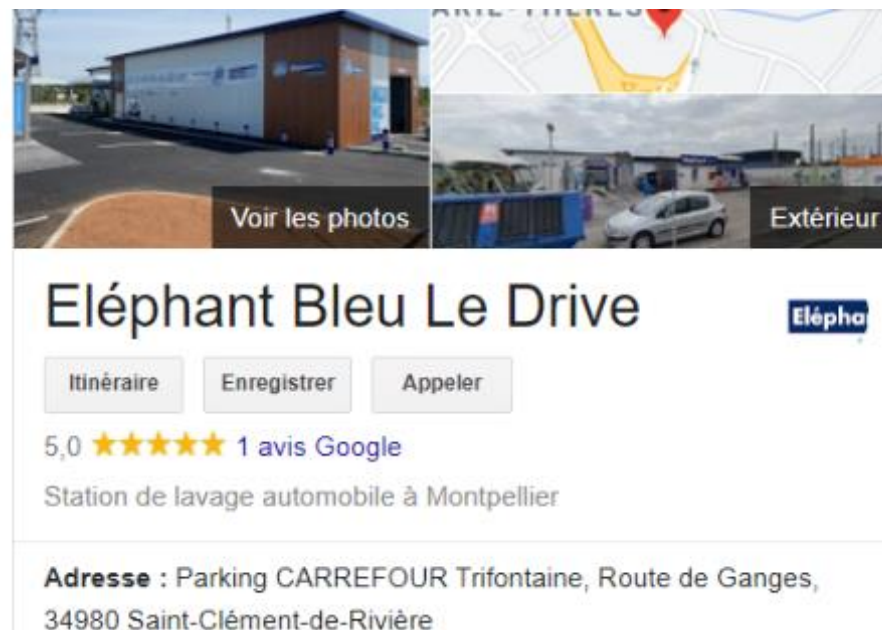 Voir les photos
Extérieur
Eléphant Bleu Le Drive
Elépha
Itinéraire
Enregistrer
Appeler
5,0 ★★★★★ 1 avis Google
Station de lavage automobile à Montpellier
Adresse : Parking CARREFOUR Trifontaine, Route de Ganges,
34980 Saint-Clément-de-Rivière